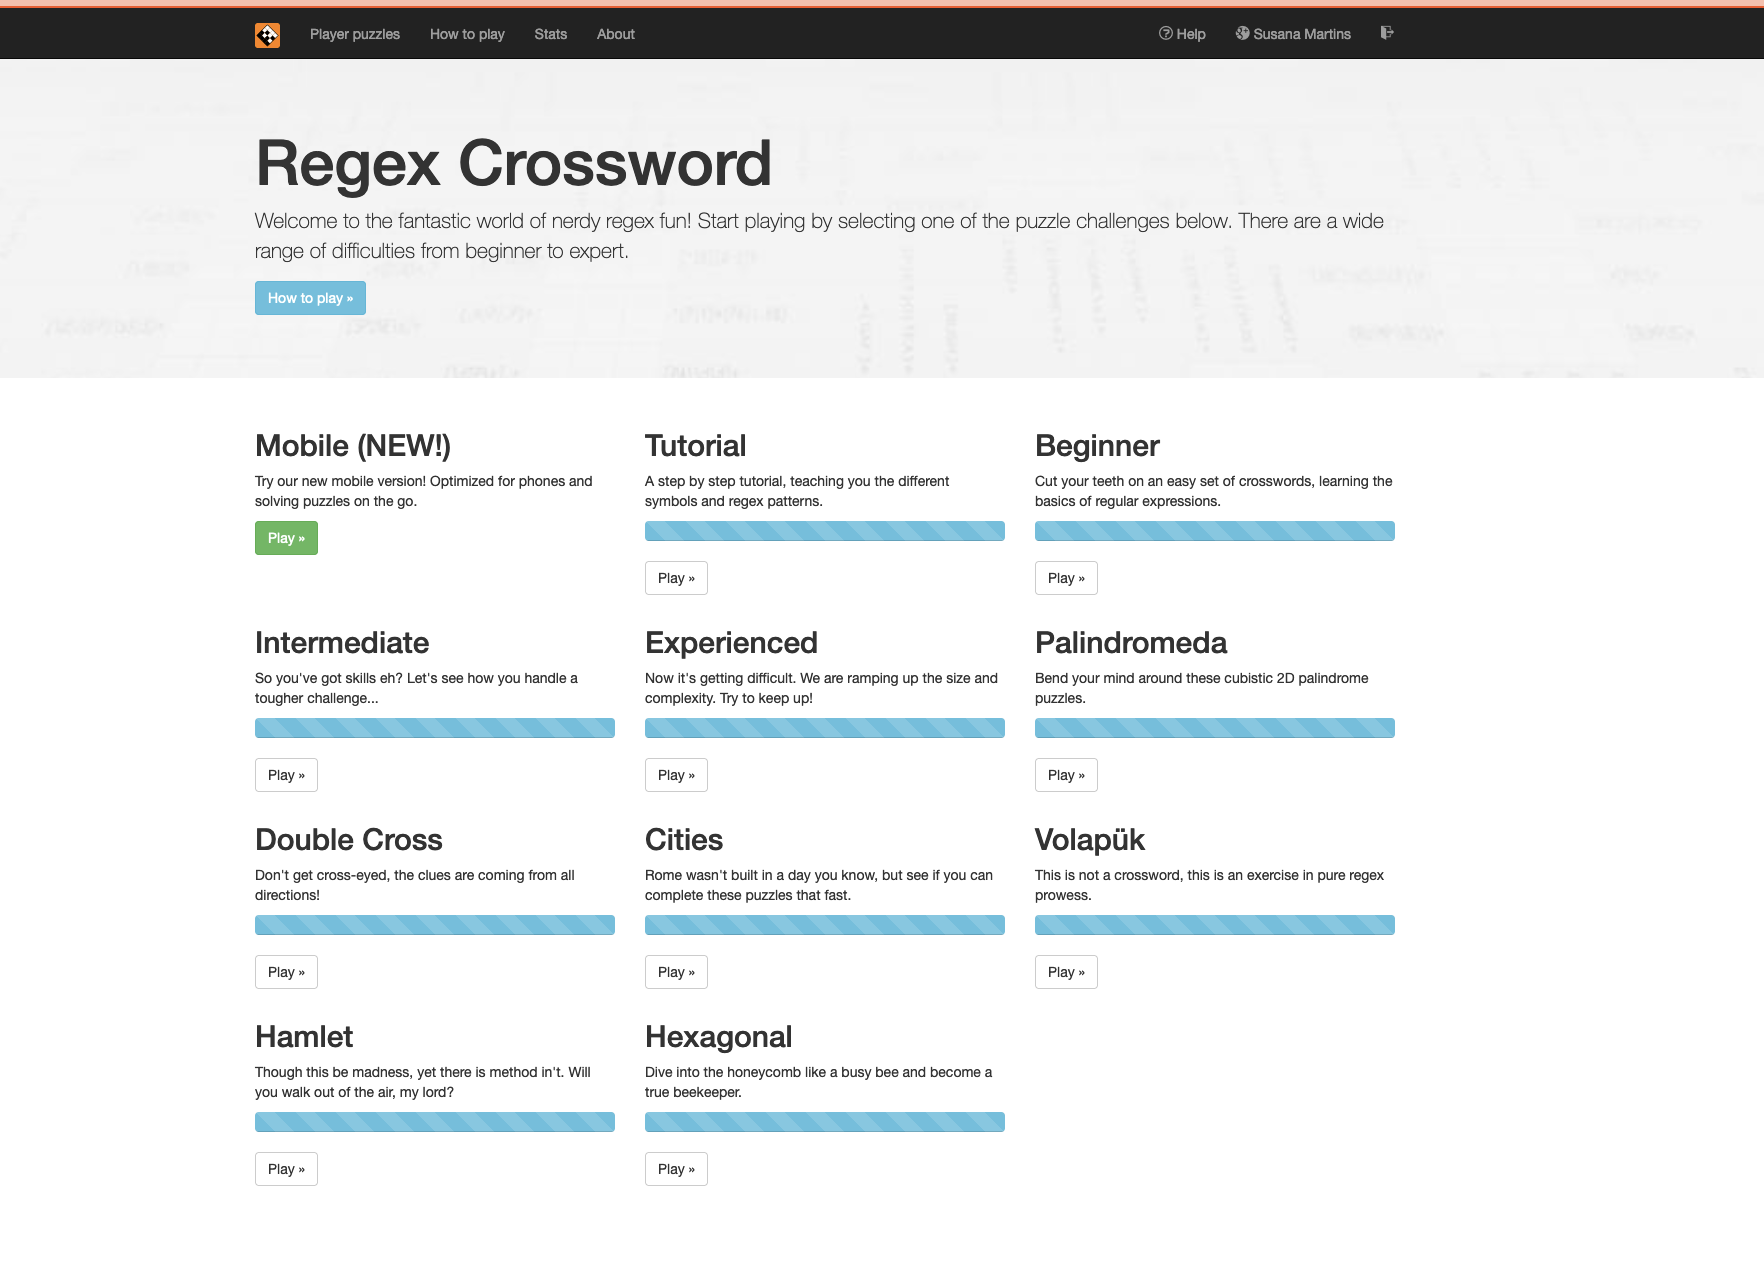 Player puzzles How to play Stats About Help Susana Martins
Regex Crossword
Welcome to the fantastic world of nerdy regex fun! Start playing by selecting one of the puzzle challenges below. There are a wide
range of difficulties from beginner to expert.
How to play »
Mobile (NEW!)
Try our new mobile version! Optimized for phones and
solving puzzles on the go.
Play »
Tutorial
A step by step tutorial, teaching you the different
symbols and regex patterns.
Play »
Beginner
Cut your teeth on an easy set of crosswords, learning the
basics of regular expressions.
Play »
Intermediate
So you've got skills eh? Let's see how you handle a
tougher challenge...
Play »
Experienced
Now it's getting difficult. We are ramping up the size and
complexity. Try to keep up!
Play »
Palindromeda
Bend your mind around these cubistic 2D palindrome
puzzles.
Play »
Double Cross
Don't get cross-eyed, the clues are coming from all
directions!
Play »
Cities
Rome wasn't built in a day you know, but see if you can
complete these puzzles that fast.
Play »
Volapük
This is not a crossword, this is an exercise in pure regex
prowess.
Play »
Hamlet
Though this be madness, yet there is method in't. Will
you walk out of the air, my lord?
Play »
Hexagonal
Dive into the honeycomb like a busy bee and become a
true beekeeper.
Play »